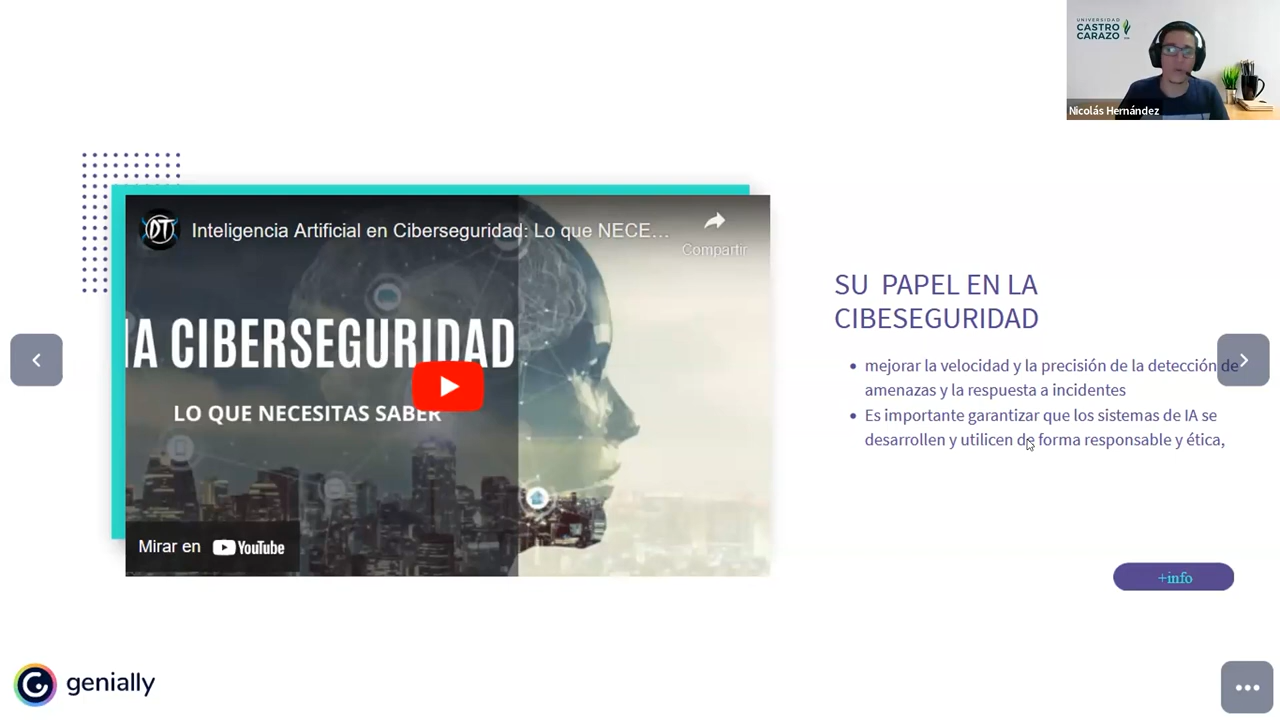 UNIVERSIDAD
CASTRO
CARAZO
Nicolás Hernández
Inteligencia Artificial en Ciberseguridad: Lo que NECE...
Compartir
IA CIBERSEGURIDAD
LO QUE NECESITAS SABER
Mirar en YouTube
SU PAPEL EN LA
CIBESEGURIDAD
• mejorar la velocidad y la precisión de la detección de
amenazas y la respuesta a incidentes
• Es importante garantizar que los sistemas de IA se
desarrollen y utilicen de forma responsable y ética,
+info
genially